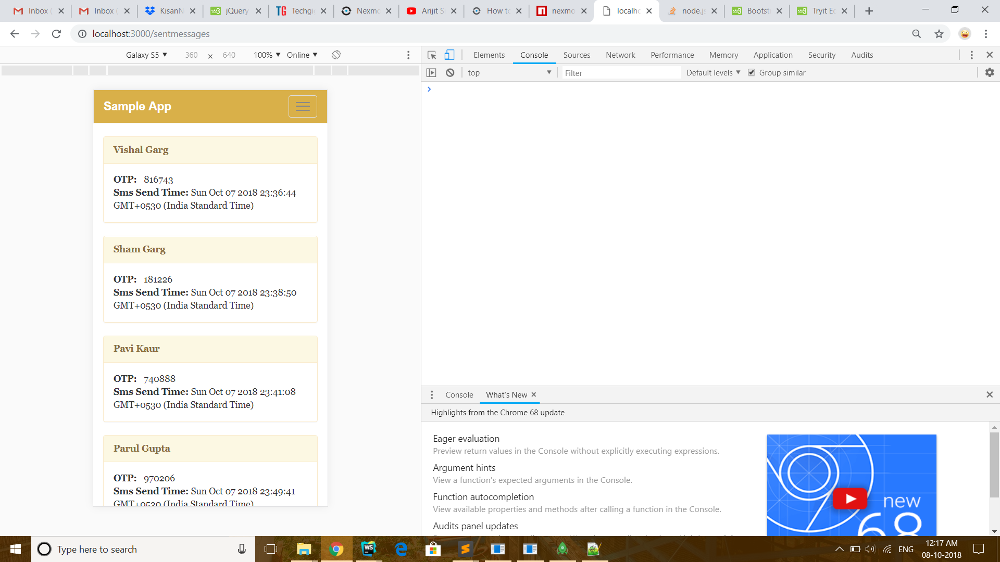 Inbox (
Inbox (
KisanN
jQuery
Techgi
Nexmo
Arijit S
How to
nexmo
localho
node.js
Bootst
Tryit Ed
localhost:3000/sentmessages
Galaxy S5 360 640 100% Online
Elements Console Sources Network Performance Memory Application Security Audits
top Filter Default levels Group similar
Sample App
Vishal Garg
OTP: 816743
Sms Send Time: Sun Oct 07 2018 23:36:44
GMT+0530 (India Standard Time)
Sham Garg
OTP: 181226
Sms Send Time: Sun Oct 07 2018 23:38:50
GMT+0530 (India Standard Time)
Pavi Kaur
OTP: 740888
Sms Send Time: Sun Oct 07 2018 23:41:08
GMT+0530 (India Standard Time)
Parul Gupta
OTP: 970206
Sms Send Time: Sun Oct 07 2018 23:49:41
GMT+0530 (India Standard Time)
Console What's New
Highlights from the Chrome 68 update
Eager evaluation
Preview return values in the Console without explicitly executing expressions.
Argument hints
View a function's expected arguments in the Console.
Function autocompletion
View available properties and methods after calling a function in the Console.
Audits panel updates
new
68
Type here to search
ENG
12:17 AM
08-10-2018